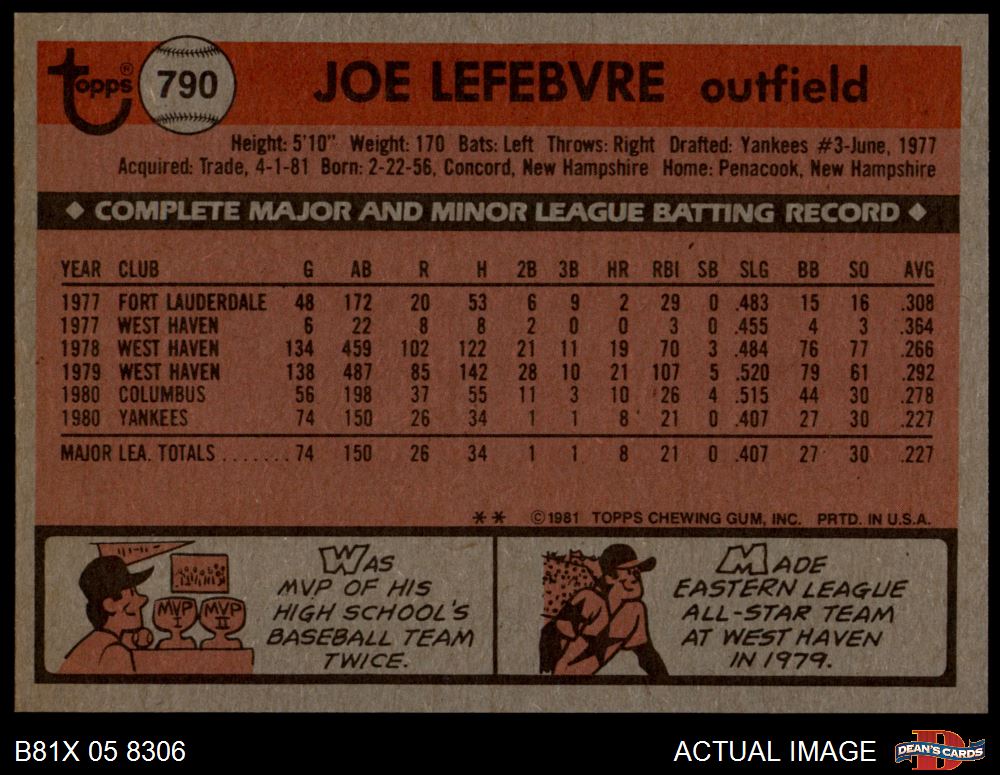 topps® 790 JOE LEFEBVRE outfield
Height: 5'10" Weight: 170 Bats: Left Throws: Right Drafted: Yankees #3-June, 1977
Acquired: Trade, 4-1-81 Born: 2-22-56, Concord, New Hampshire Home: Penacook, New Hampshire
◆ COMPLETE MAJOR AND MINOR LEAGUE BATTING RECORD ◆
YEAR CLUB G AB R H 2B 3B HR RBI SB SLG BB SO AVG
1977 FORT LAUDERDALE 48 172 20 53 6 9 2 29 0 .483 15 16 .308
1977 WEST HAVEN 6 22 8 8 2 0 0 3 0 .455 4 3 .364
1978 WEST HAVEN 134 459 102 122 21 11 19 70 3 .484 76 77 .266
1979 WEST HAVEN 138 487 85 142 28 10 21 107 5 .520 79 61 .292
1980 COLUMBUS 56 198 37 55 11 3 10 26 4 .515 44 30 .278
1980 YANKEES 74 150 26 34 1 1 8 21 0 .407 27 30 .227
MAJOR LEA. TOTALS ....... 74 150 26 34 1 1 8 21 0 .407 27 30 .227
** ©1981 TOPPS CHEWING GUM, INC. PRTD. IN U.S.A.
MVP I MVP II
WAS
MVP OF HIS
HIGH SCHOOL'S
BASEBALL TEAM
TWICE.
MADE
EASTERN LEAGUE
ALL-STAR TEAM
AT WEST HAVEN
IN 1979.
B81X 05 8306 ACTUAL IMAGE D DEAN'S CARDS